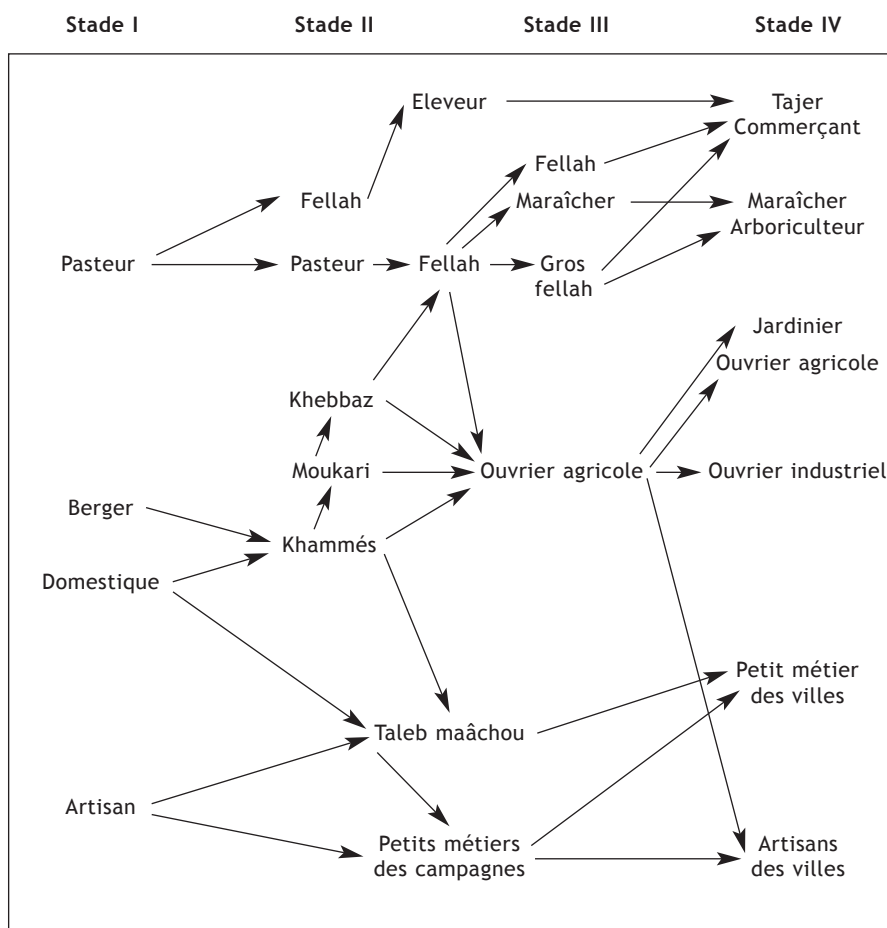 Stade I
Stade II
Stade III
Stade IV
Eleveur
Tajer
Commerçant
Fellah
Fellah
Maraîcher
Maraîcher
Arboriculteur
Pasteur
Pasteur
Fellah
Gros
fellah
Jardinier
Ouvrier agricole
Khebbaz
Moukari
Ouvrier agricole
Ouvrier industriel
Berger
Khammés
Domestique
Petit métier
des villes
Taleb maâchou
Artisan
Petits métiers
des campagnes
Artisans
des villes